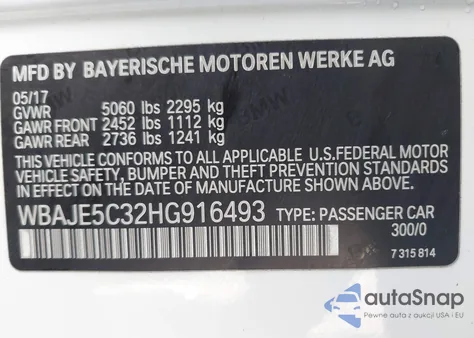 MFD BY BAYERISCHE MOTOREN WERKE AG
05/17
GVWR 5060 lbs 2295 kg
GAWR FRONT 2452 lbs 1112 kg
GAWR REAR 2736 lbs 1241 kg
THIS VEHICLE CONFORMS TO ALL APPLICABLE U.S.FEDERAL MOTOR
VEHICLE SAFETY, BUMPER AND THEFT PREVENTION STANDARDS
IN EFFECT ON THE DATE OF MANUFACTURE SHOWN ABOVE.
WBAJE5C32HG916493 TYPE: PASSENGER CAR
300/0
7 315 814
autoSnap
Pewne auta z aukcji USA i EU